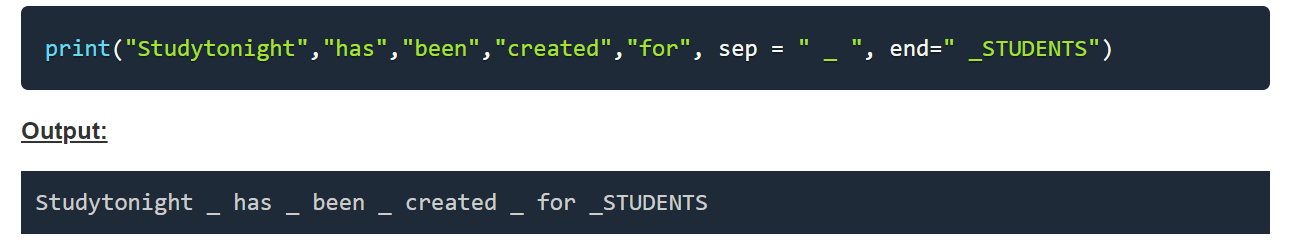 print("Studytonight","has","been","created","for", sep = " _ ", end=" _STUDENTS")
Output:
Studytonight _ has _ been _ created _ for _STUDENTS